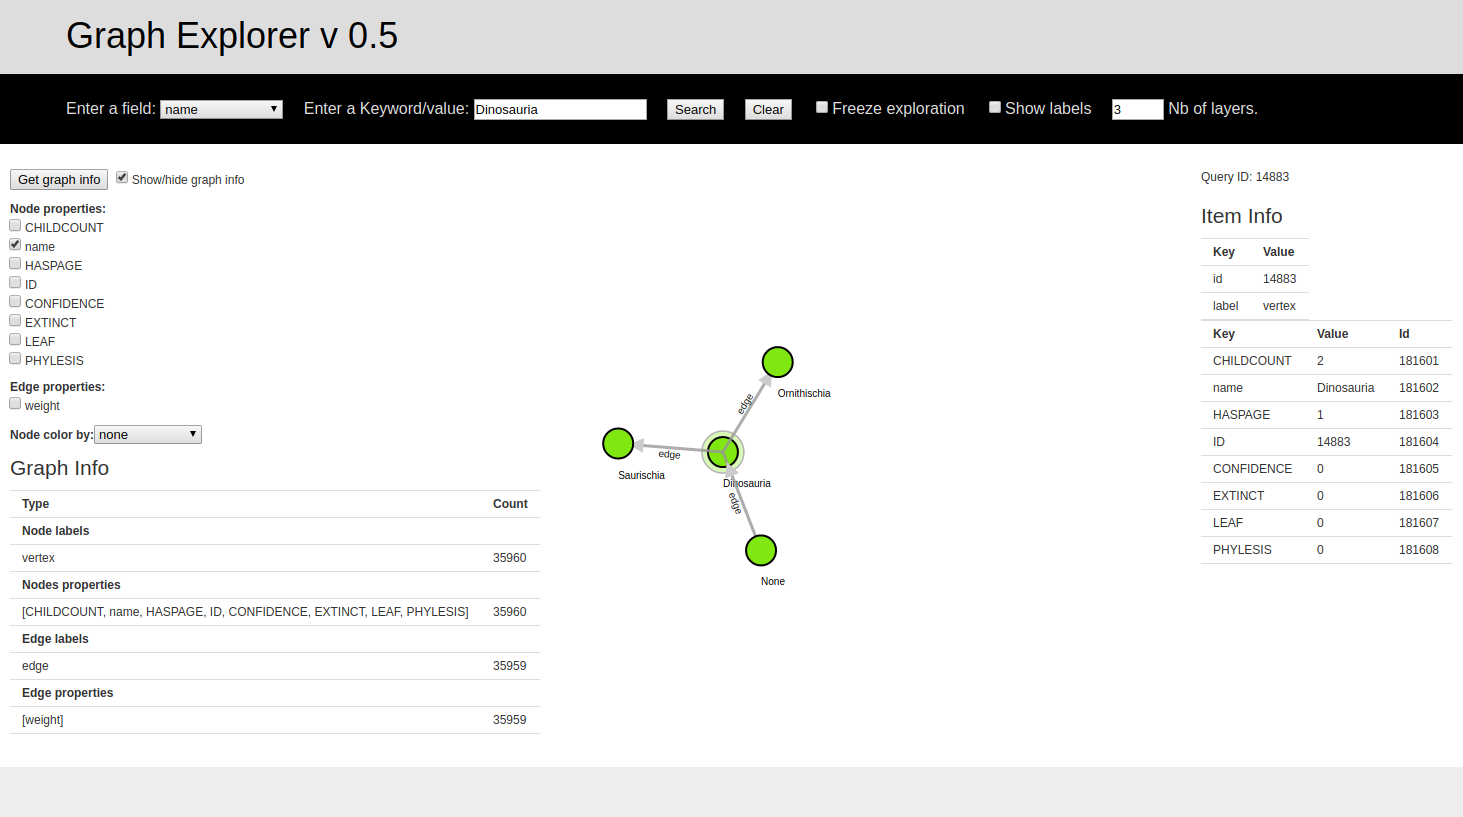 Graph Explorer v 0.5
Enter a field: name Enter a Keyword/value: Dinosauria Search Clear Freeze exploration Show labels 3 Nb of layers.
Get graph info Show/hide graph info
Node properties:
CHILDCOUNT
name
HASPAGE
ID
CONFIDENCE
EXTINCT
LEAF
PHYLESIS
Edge properties:
weight
Node color by: none
Graph Info
Type Count
Node labels
vertex 35960
Nodes properties
[CHILDCOUNT, name, HASPAGE, ID, CONFIDENCE, EXTINCT, LEAF, PHYLESIS] 35960
Edge labels
edge 35959
Edge properties
[weight] 35959
Ornithischia
edge
edge
Saurischia
Dinosauria
edge
None
Query ID: 14883
Item Info
Key Value
id 14883
label vertex
Key Value Id
CHILDCOUNT 2 181601
name Dinosauria 181602
HASPAGE 1 181603
ID 14883 181604
CONFIDENCE 0 181605
EXTINCT 0 181606
LEAF 0 181607
PHYLESIS 0 181608